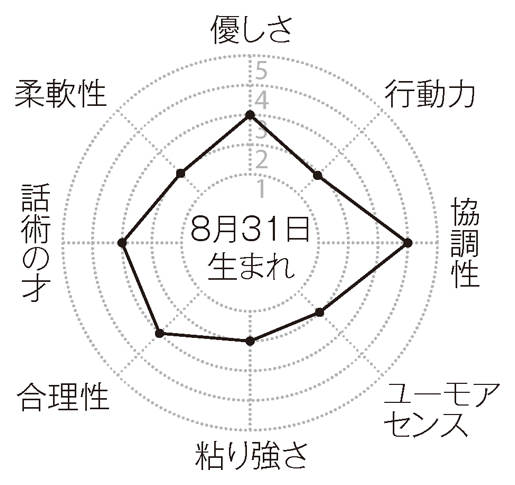 優しさ
行動力
協調性
ユーモア
センス
粘り強さ
合理性
話術の才
柔軟性
5
4
3
2
1
8月31日
生まれ